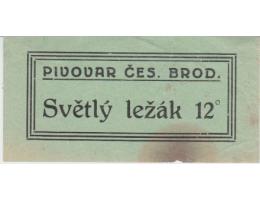 PIVOVAR ČES. BROD.
Světlý ležák 12°